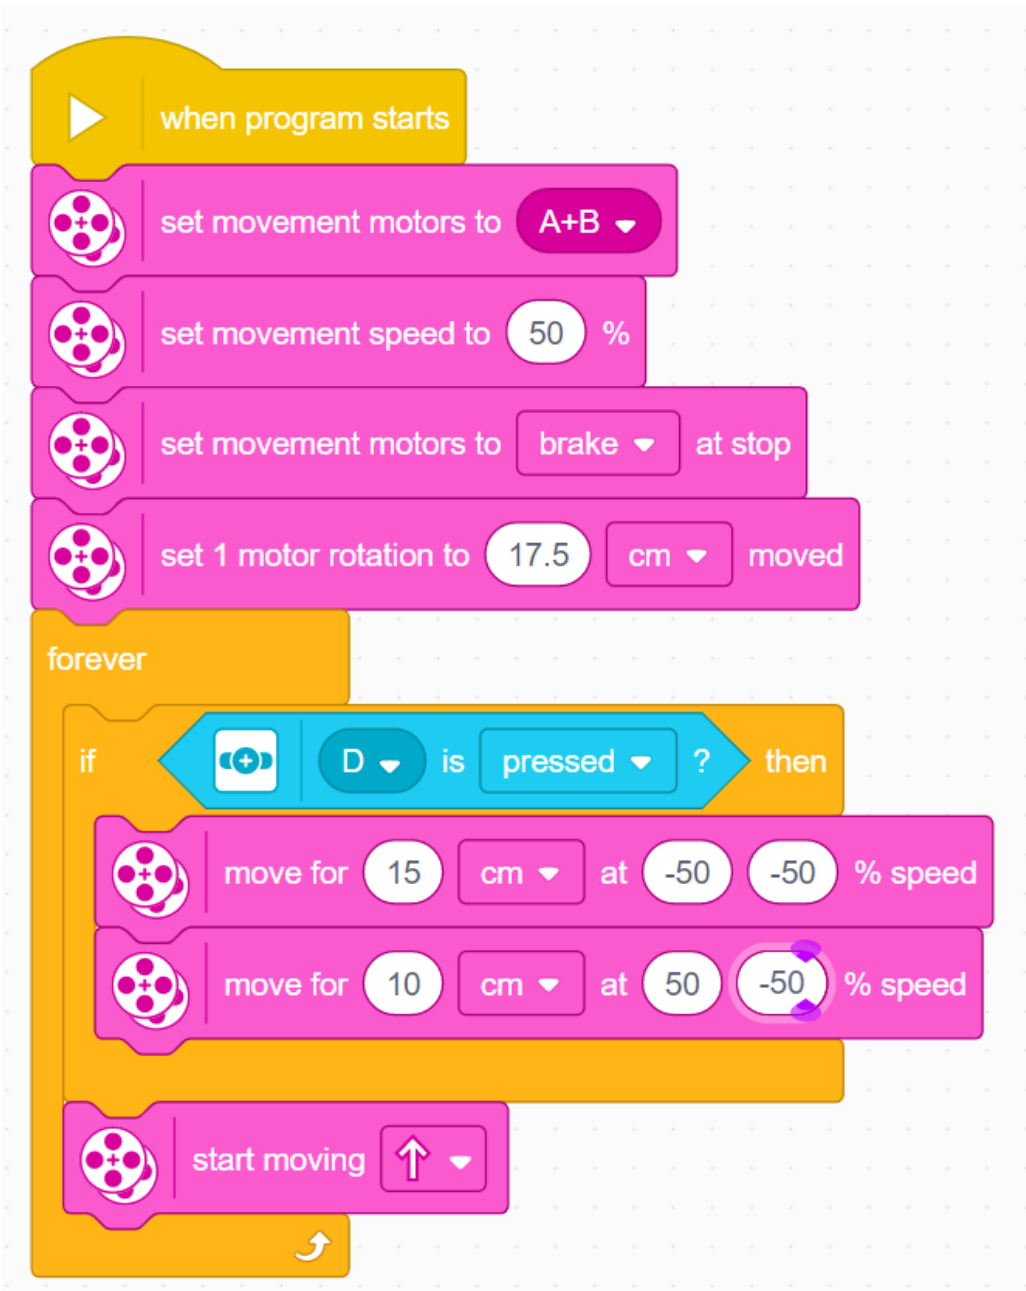 when program starts
set movement motors to A+B
set movement speed to 50 %
set movement motors to brake at stop
set 1 motor rotation to 17.5 cm moved
forever
if D is pressed ? then
move for 15 cm at -50 -50 % speed
move for 10 cm at 50 -50 % speed
start moving